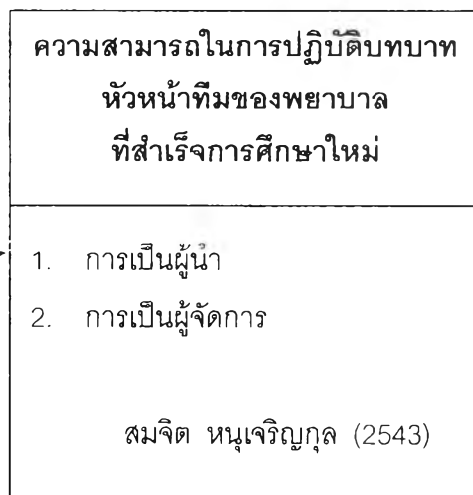 ความสามารถในการปฏิบัติบทบาท
หัวหน้าทีมของพยาบาล
ที่สำเร็จการศึกษาใหม่
1. การเป็นผู้นำ
2. การเป็นผู้จัดการ
สมจิต หนุเจริญกุล (2543)